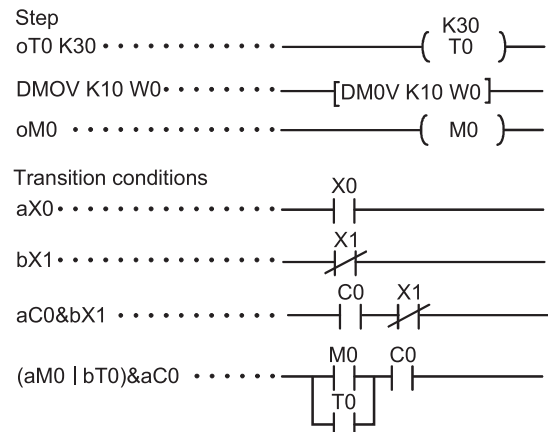 Step
K30
oT0 K30 T0
DMOV K10 W0 DM0V K10 W0
oM0 M0
Transition conditions
X0
aX0
X1
bX1
C0 X1
aC0&bX1
M0 C0
(aM0 | bT0)&aC0
T0